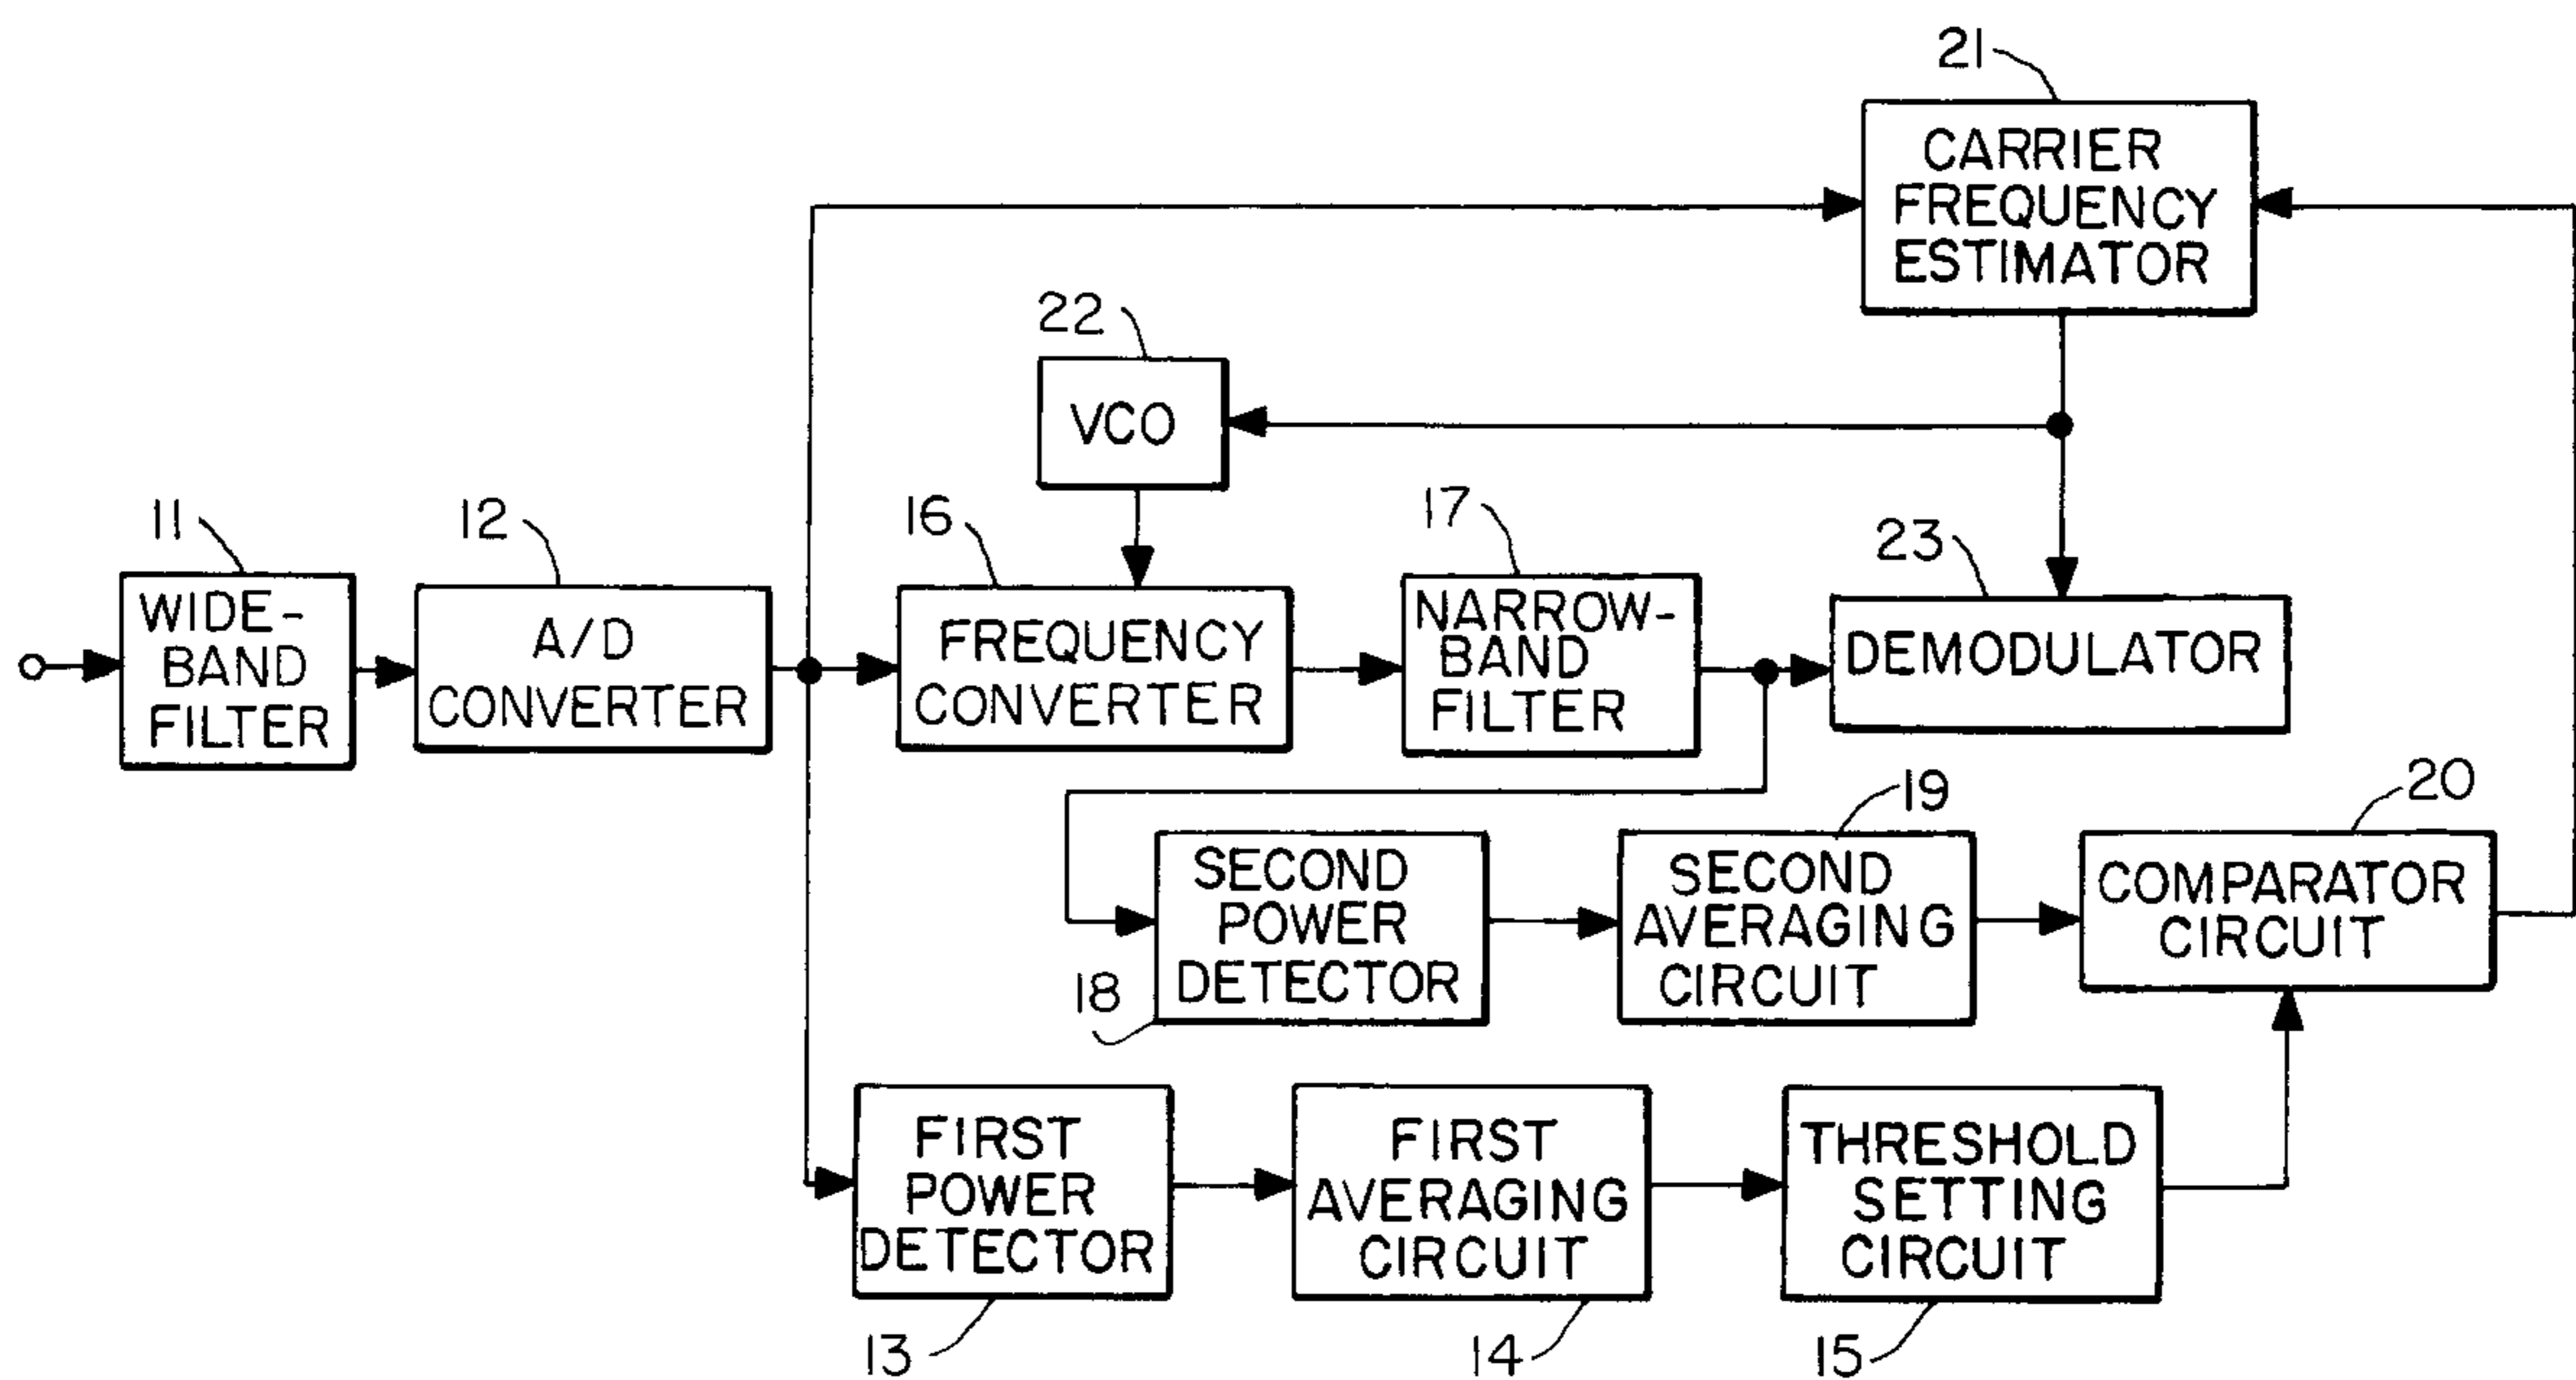 21
CARRIER
FREQUENCY
ESTIMATOR
22
VCO
11
WIDE-
BAND
FILTER
12
A/D
CONVERTER
16
FREQUENCY
CONVERTER
17
NARROW-
BAND
FILTER
23
DEMODULATOR
18
SECOND
POWER
DETECTOR
19
SECOND
AVERAGING
CIRCUIT
20
COMPARATOR
CIRCUIT
FIRST
POWER
DETECTOR
13
FIRST
AVERAGING
CIRCUIT
14
THRESHOLD
SETTING
CIRCUIT
15